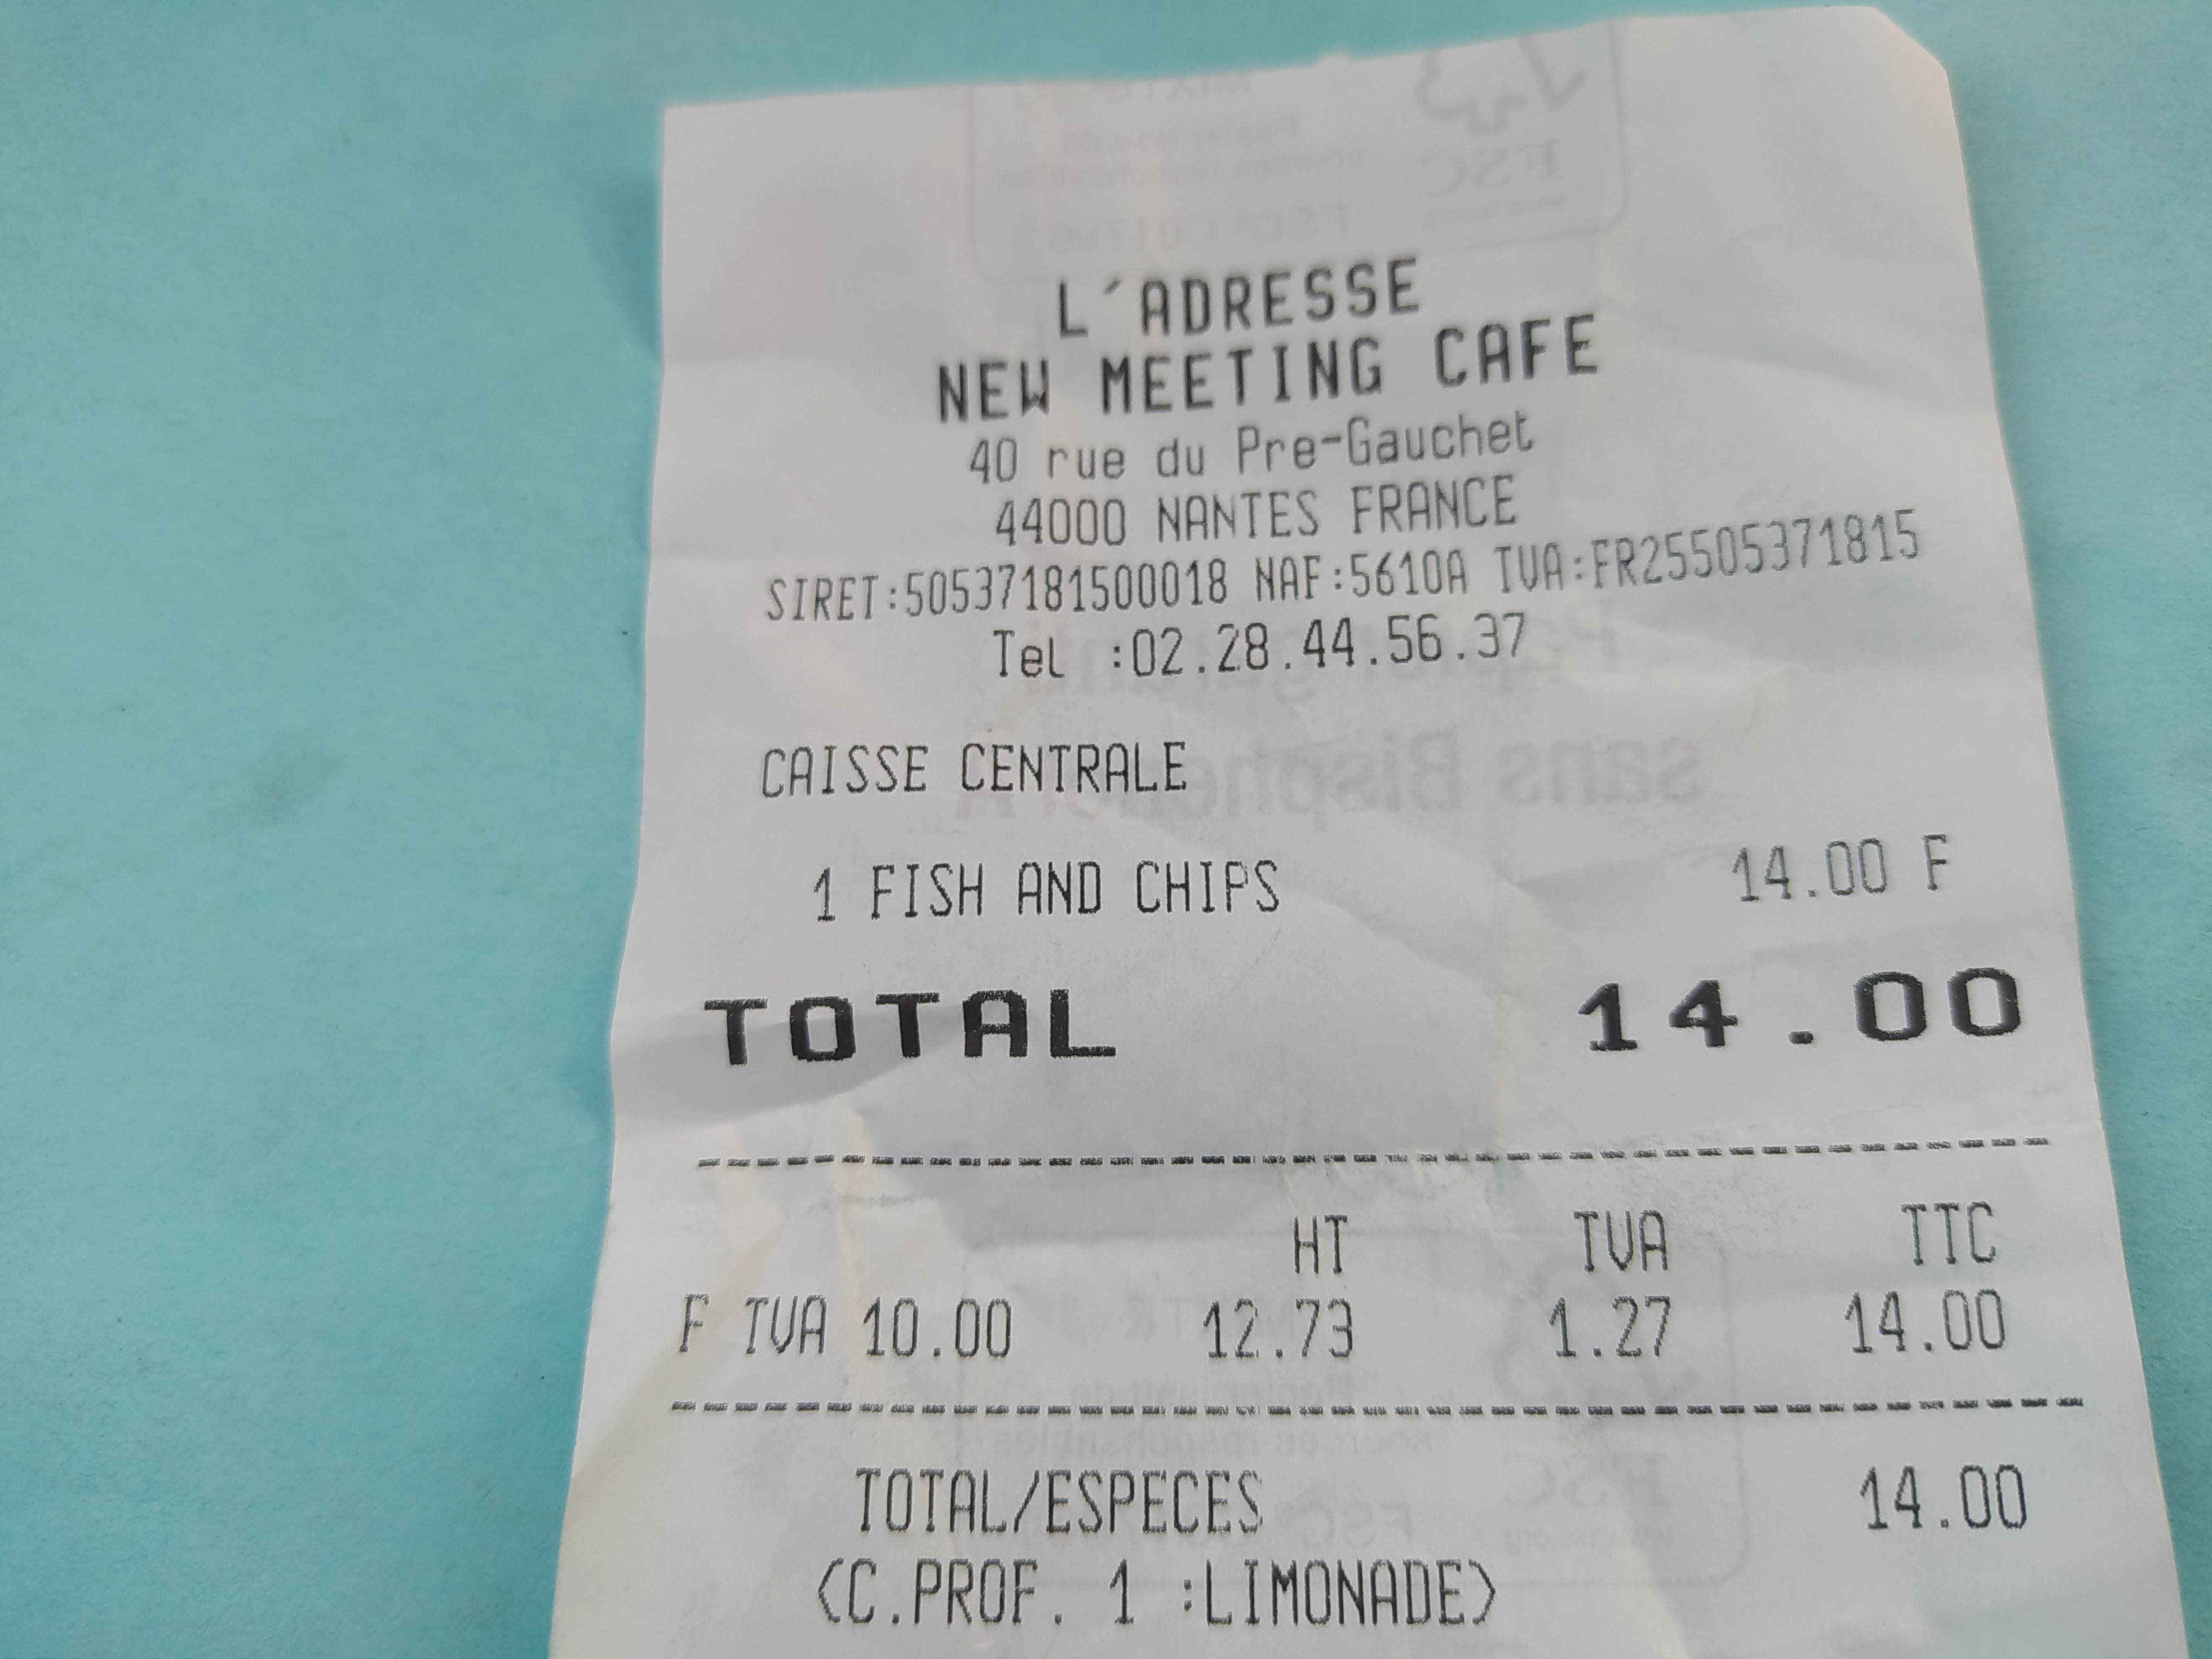 L'ADRESSE
NEW MEETING CAFE
40 rue du Pre-Gauchet
44000 NANTES FRANCE
SIRET:50537181500018 NAF:5610A TVA:FR25505371815
Tel :02.28.44.56.37
CAISSE CENTRALE
sans Bisphenol A
1 FISH AND CHIPS 14.00 F
TOTAL 14.00
HT TVA TTC
F TVA 10.00 12.73 1.27 14.00
TOTAL/ESPECES 14.00
(C.PROF. 1 :LIMONADE)